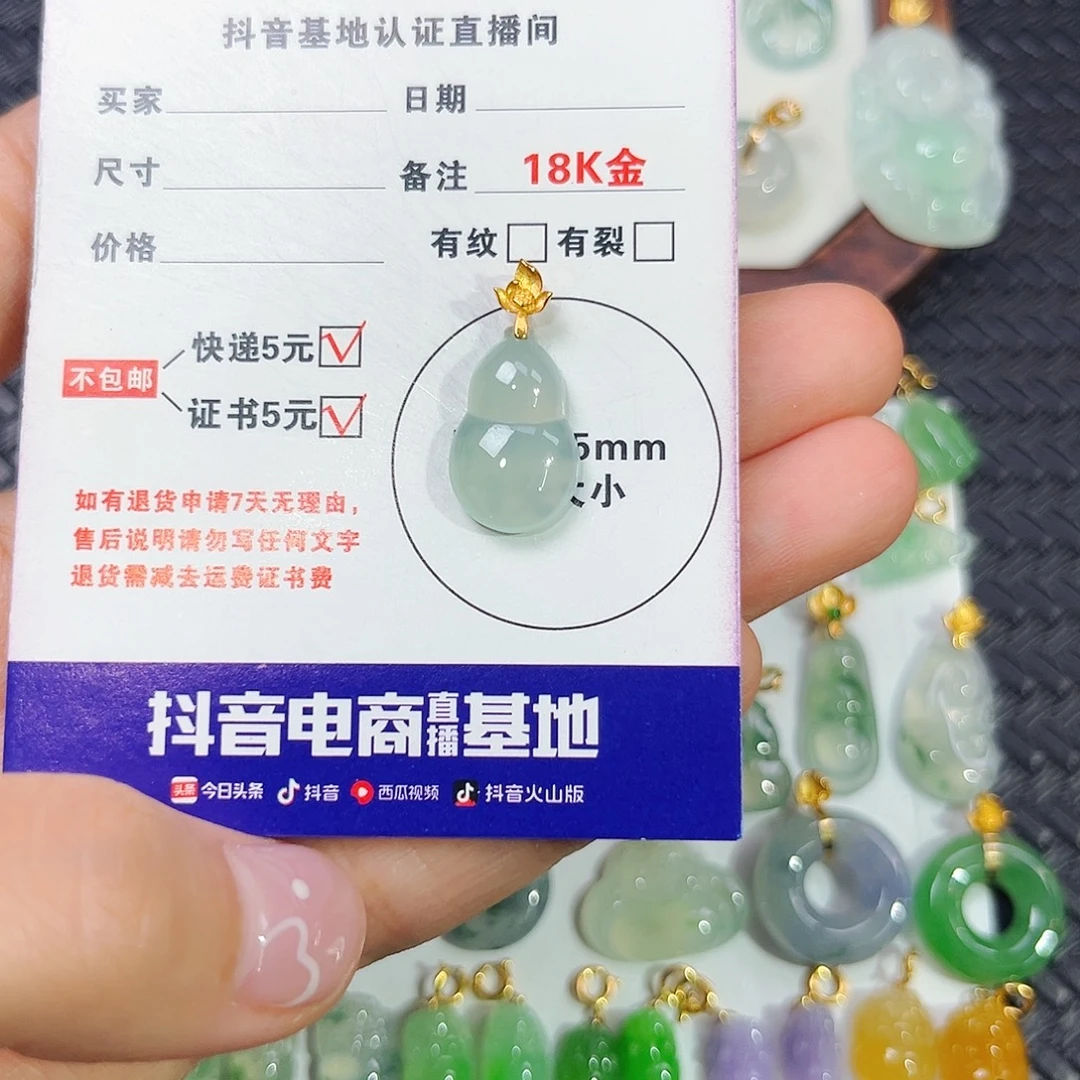 抖音基地认证直播间
买家 日期
尺寸 备注 18K金
价格 有纹 有裂
不包邮 快递5元
证书5元
5mm
大小
如有退货申请7天无理由,
售后说明请勿写任何文字
退货需减去运费证书费
抖音电商直播基地
头条 今日头条 抖音 西瓜视频 抖音火山版